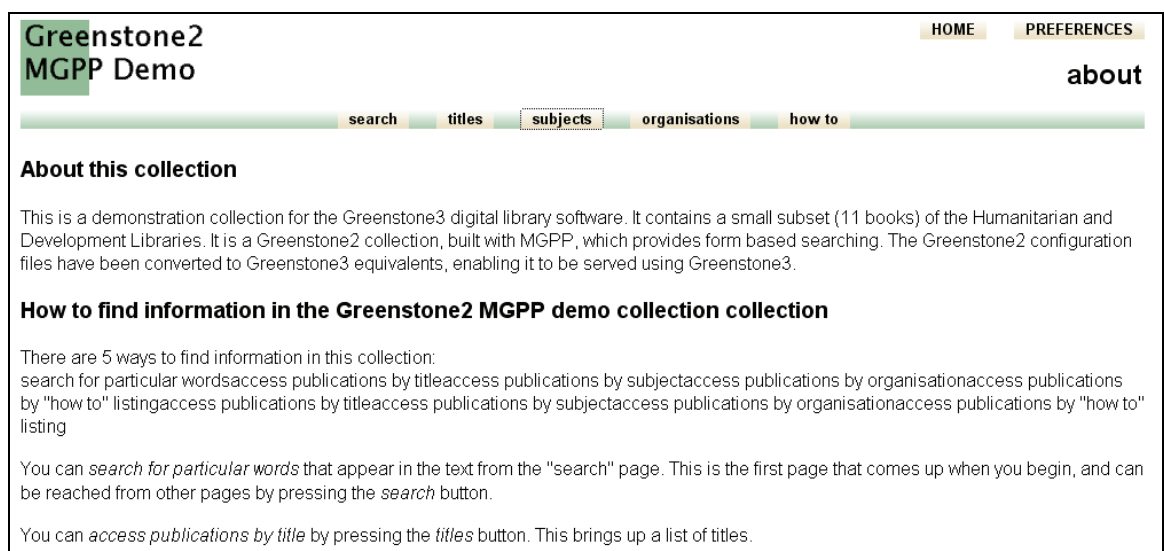 Greenstone2
MGPP Demo
HOME PREFERENCES
about
search titles subjects organisations how to
About this collection
This is a demonstration collection for the Greenstone3 digital library software. It contains a small subset (11 books) of the Humanitarian and
Development Libraries. It is a Greenstone2 collection, built with MGPP, which provides form based searching. The Greenstone2 configuration
files have been converted to Greenstone3 equivalents, enabling it to be served using Greenstone3.
How to find information in the Greenstone2 MGPP demo collection collection
There are 5 ways to find information in this collection:
search for particular wordsaccess publications by titleaccess publications by subjectaccess publications by organisationaccess publications
by "how to" listingaccess publications by titleaccess publications by subjectaccess publications by organisationaccess publications by "how to"
listing
You can search for particular words that appear in the text from the "search" page. This is the first page that comes up when you begin, and can
be reached from other pages by pressing the search button.
You can access publications by title by pressing the titles button. This brings up a list of titles.